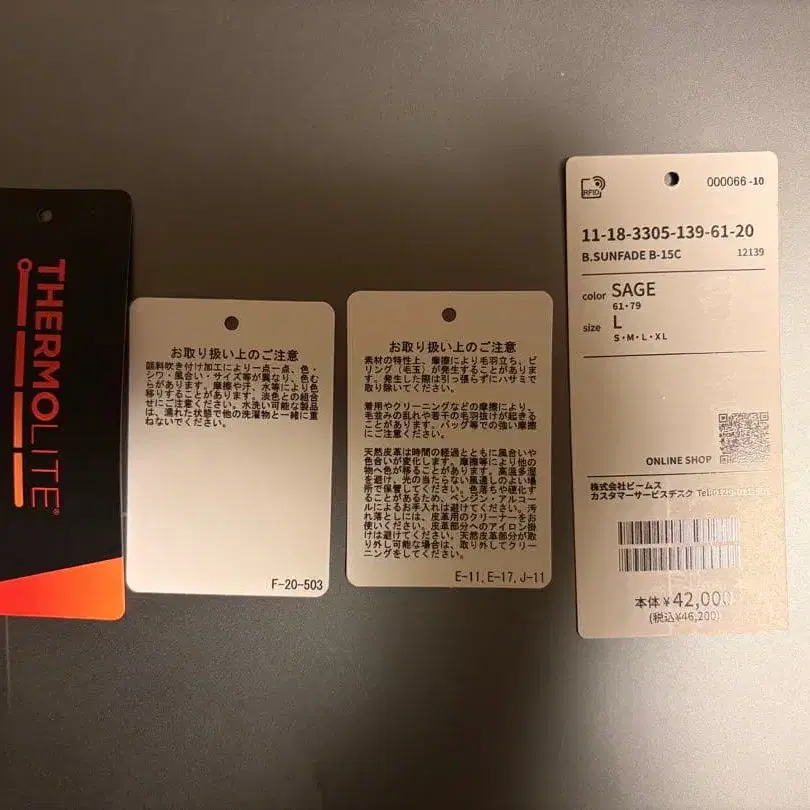 THERMOLITE®
お取り扱い上のご注意
顔料吹き付け加工により一点一点、色・
シワ・風合い・サイズ等が異なり、色む
らがあります。摩擦や汗、水等により色
移りすることがあります。淡色との組合
せにご注意ください。水洗い可能な製品
は、濡れた状態で他の洗濯物と一緒に重
ねないでください。
F-20-503
お取り扱い上のご注意
素材の特性上、摩擦により毛羽立ち、ピ
リング（毛玉）が発生することがありま
す。発生した際は引っ張らずにハサミで
取り除いてください。
着用やクリーニングなどの摩擦により、
毛並みの乱れや若干の毛羽抜けが起きる
ことがあります。バッグ等での強い摩擦
にご注意ください。
天然皮革は時間の経過とともに風合いや
色合いが変化します。摩擦等により他の
物へ色が移ることがあります。高温多湿
を避け、光の当たらない風通しのよい場
所で保管してください。色落ちや硬化す
ることがあるため、ベンジン・アルコー
ルによるお手入れは避けてください。汚
れ落としには、皮革用のクリーナーをお
使いください。皮革部分へのアイロン掛
けは避けてください。天然皮革部分が取
り外し可能な場合は、取り外してクリー
ニングをしてください。
E-11, E-17, J-11
RFID
000066 -10
11-18-3305-139-61-20
B.SUNFADE B-15C 12139
color SAGE
61・79
size L
S・M・L・XL
ONLINE SHOP
株式会社ビームス
カスタマーサービスデスク Tel:0120-011-301
本体 ¥42,000
(税込¥46,200)